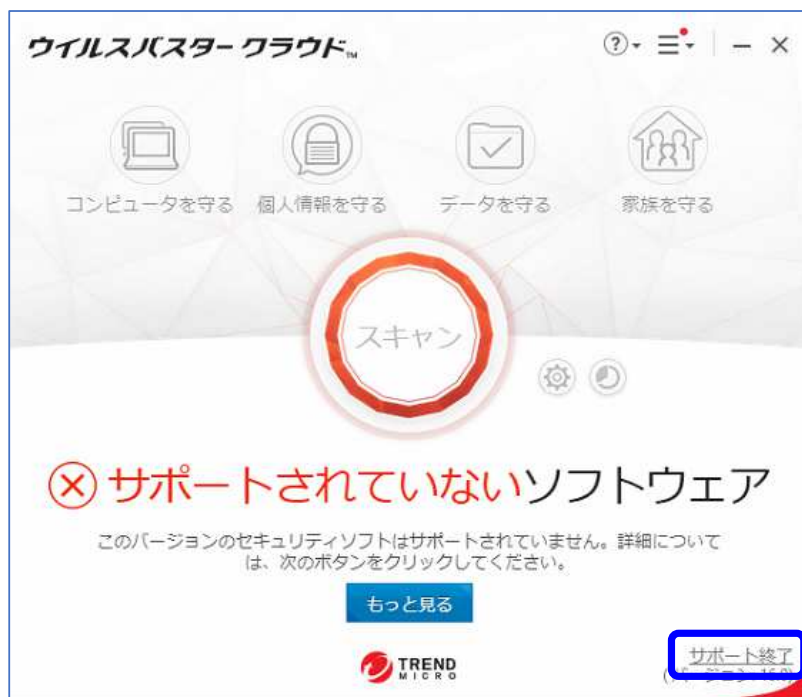 ウイルスバスター クラウド™
コンピュータを守る
個人情報を守る
データを守る
家族を守る
スキャン
サポートされていないソフトウェア
このバージョンのセキュリティソフトはサポートされていません。詳細について
は、次のボタンをクリックしてください。
もっと見る
TREND
MICRO
サポート終了